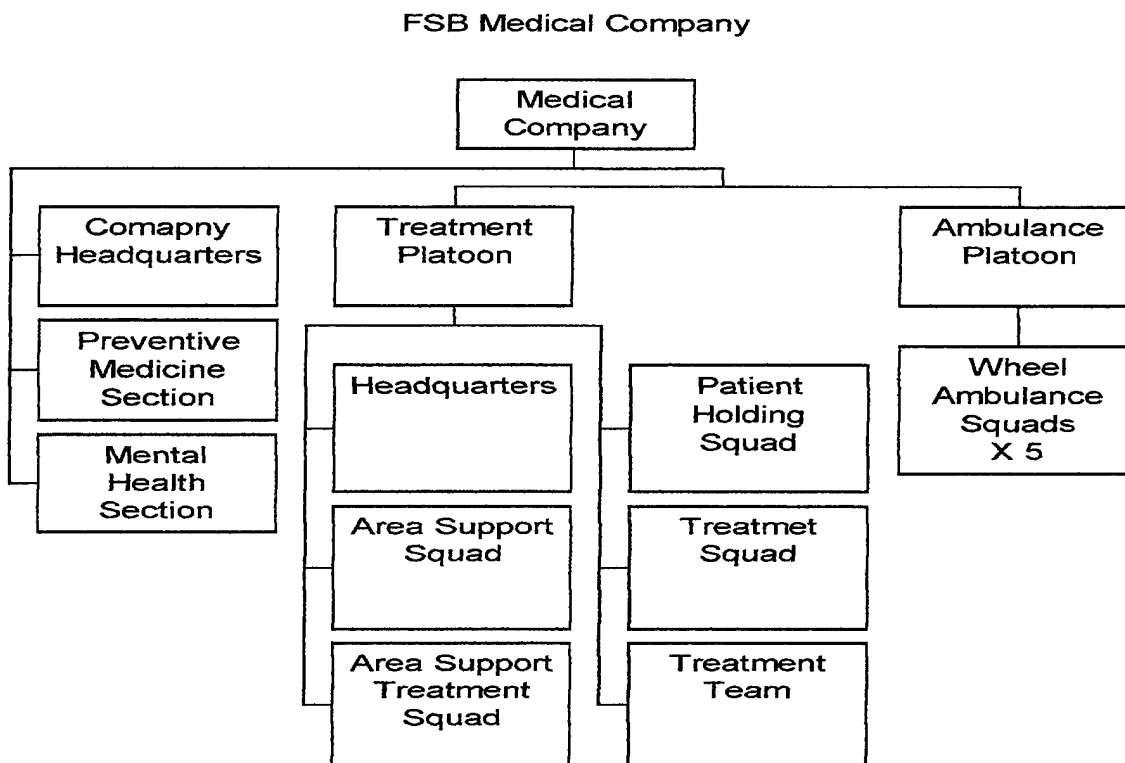 FSB Medical Company
Medical
Company
Comapny
Headquarters
Preventive
Medicine
Section
Mental
Health
Section
Treatment
Platoon
Headquarters
Area Support
Squad
Area Support
Treatment
Squad
Patient
Holding
Squad
Treatmet
Squad
Treatment
Team
Ambulance
Platoon
Wheel
Ambulance
Squads
X 5